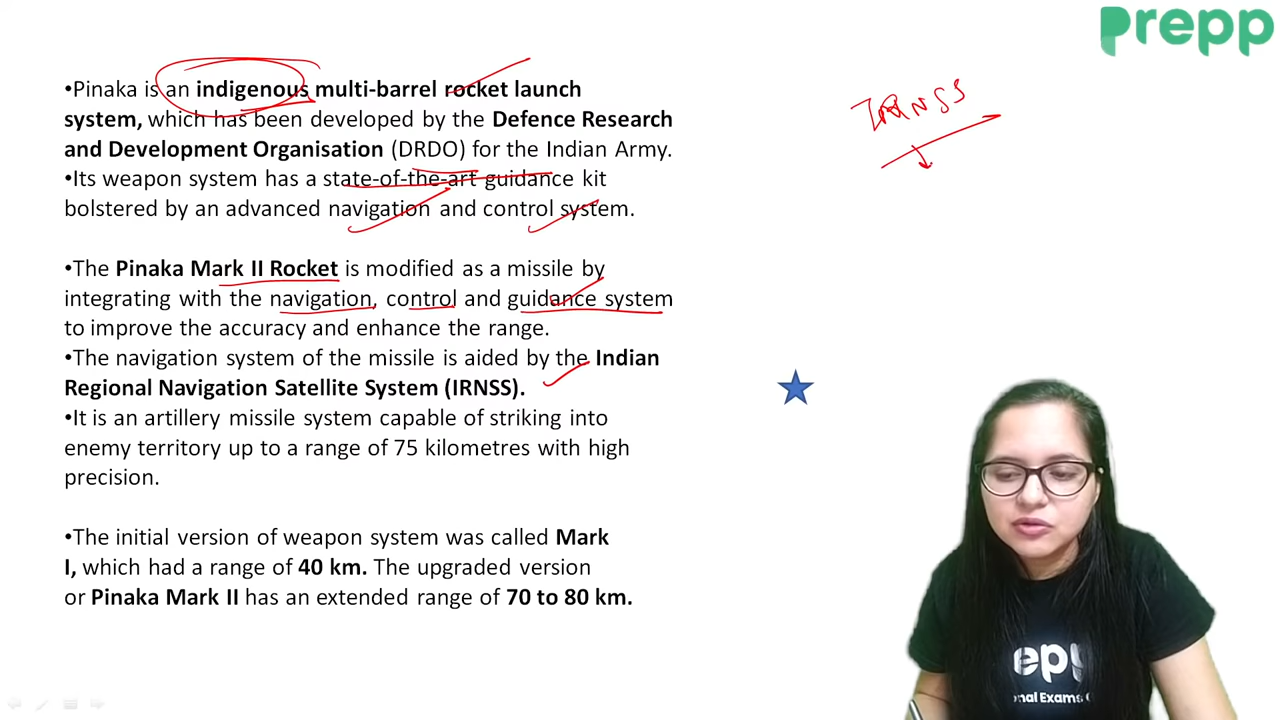 prepp
•Pinaka is an indigenous multi-barrel rocket launch
system, which has been developed by the Defence Research
and Development Organisation (DRDO) for the Indian Army.
•Its weapon system has a state-of-the-art guidance kit
bolstered by an advanced navigation and control system.
IRNSS
•The Pinaka Mark II Rocket is modified as a missile by
integrating with the navigation, control and guidance system
to improve the accuracy and enhance the range.
•The navigation system of the missile is aided by the Indian
Regional Navigation Satellite System (IRNSS).
•It is an artillery missile system capable of striking into
enemy territory up to a range of 75 kilometres with high
precision.
•The initial version of weapon system was called Mark
I, which had a range of 40 km. The upgraded version
or Pinaka Mark II has an extended range of 70 to 80 km.